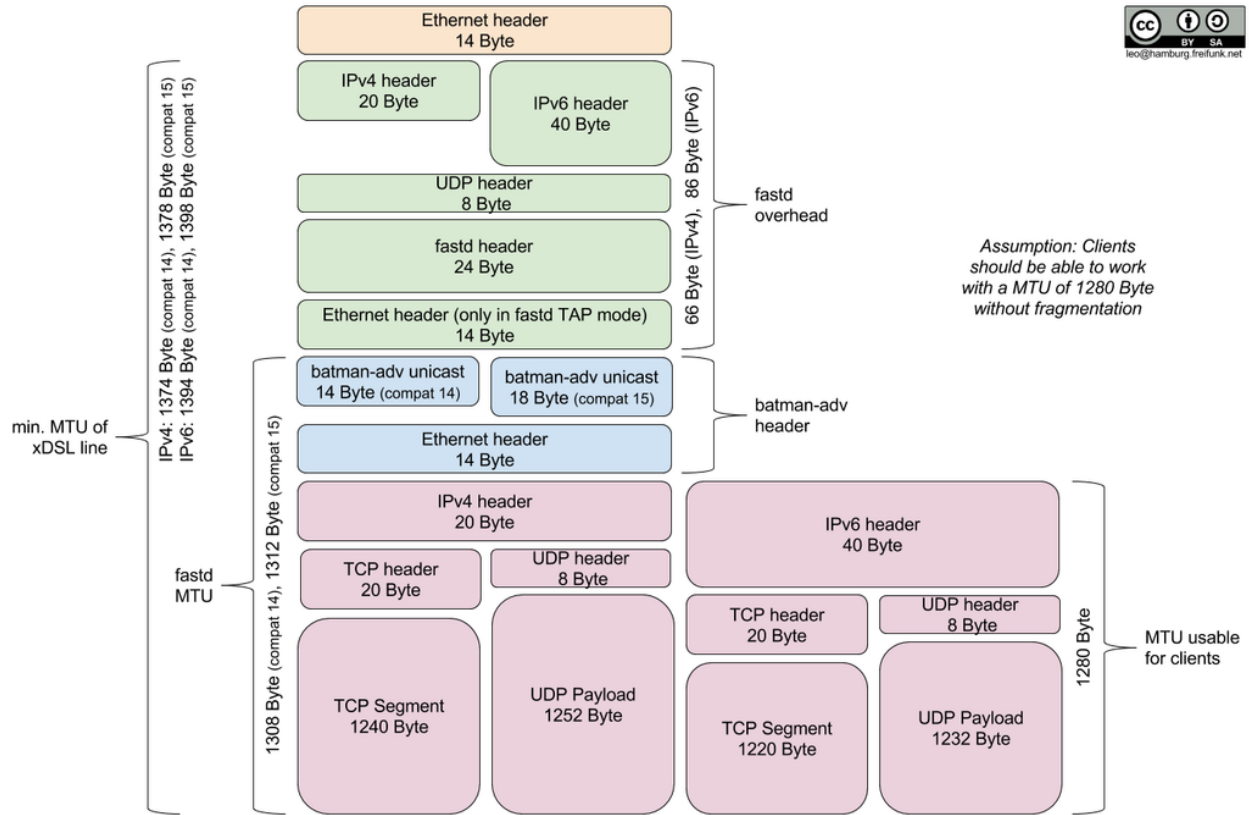 Ethernet header
14 Byte
cc
BY SA
leo@hamburg.freifunk.net
IPv4 header
20 Byte
IPv6 header
40 Byte
UDP header
8 Byte
fastd header
24 Byte
Ethernet header (only in fastd TAP mode)
14 Byte
66 Byte (IPv4), 86 Byte (IPv6)
fastd
overhead
Assumption: Clients
should be able to work
with a MTU of 1280 Byte
without fragmentation
min. MTU of
xDSL line
IPv4: 1374 Byte (compat 14), 1378 Byte (compat 15)
IPv6: 1394 Byte (compat 14), 1398 Byte (compat 15)
batman-adv unicast
14 Byte (compat 14)
batman-adv unicast
18 Byte (compat 15)
Ethernet header
14 Byte
batman-adv
header
fastd
MTU
1308 Byte (compat 14), 1312 Byte (compat 15)
IPv4 header
20 Byte
IPv6 header
40 Byte
TCP header
20 Byte
UDP header
8 Byte
TCP header
20 Byte
UDP header
8 Byte
TCP Segment
1240 Byte
UDP Payload
1252 Byte
TCP Segment
1220 Byte
UDP Payload
1232 Byte
1280 Byte
MTU usable
for clients